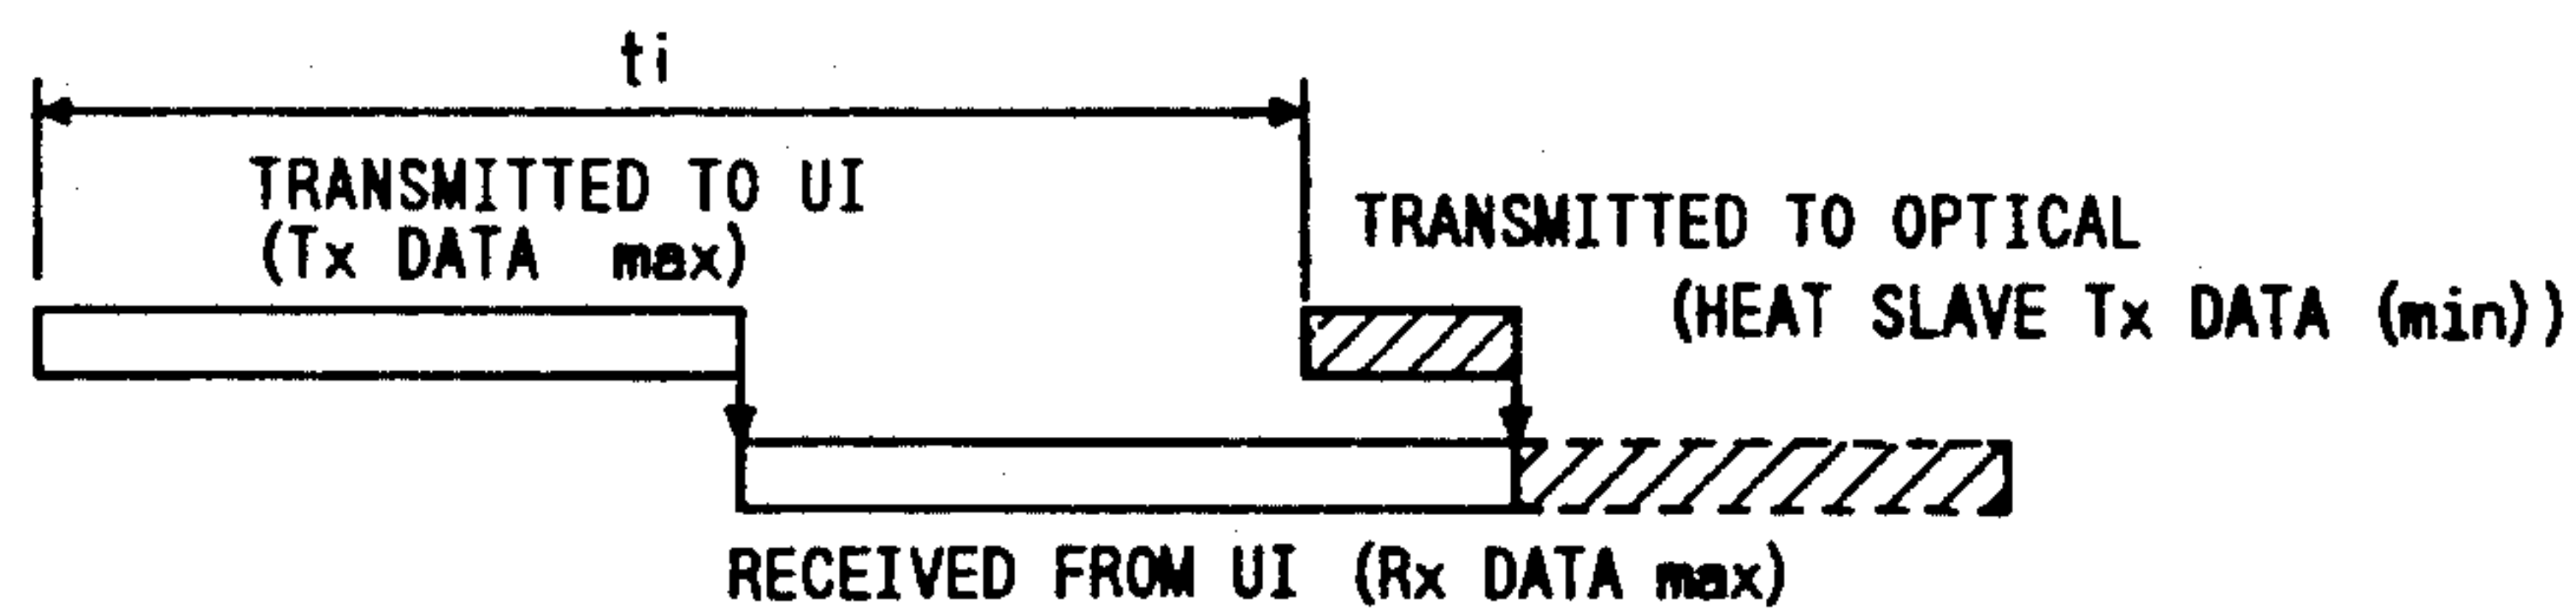 ti
TRANSMITTED TO UI
(Tx DATA max)
TRANSMITTED TO OPTICAL
(HEAT SLAVE Tx DATA (min))
RECEIVED FROM UI (Rx DATA max)